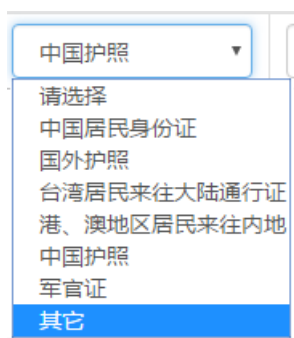 中国护照
请选择
中国居民身份证
国外护照
台湾居民来往大陆通行证
港、澳地区居民来往内地
中国护照
军官证
其它